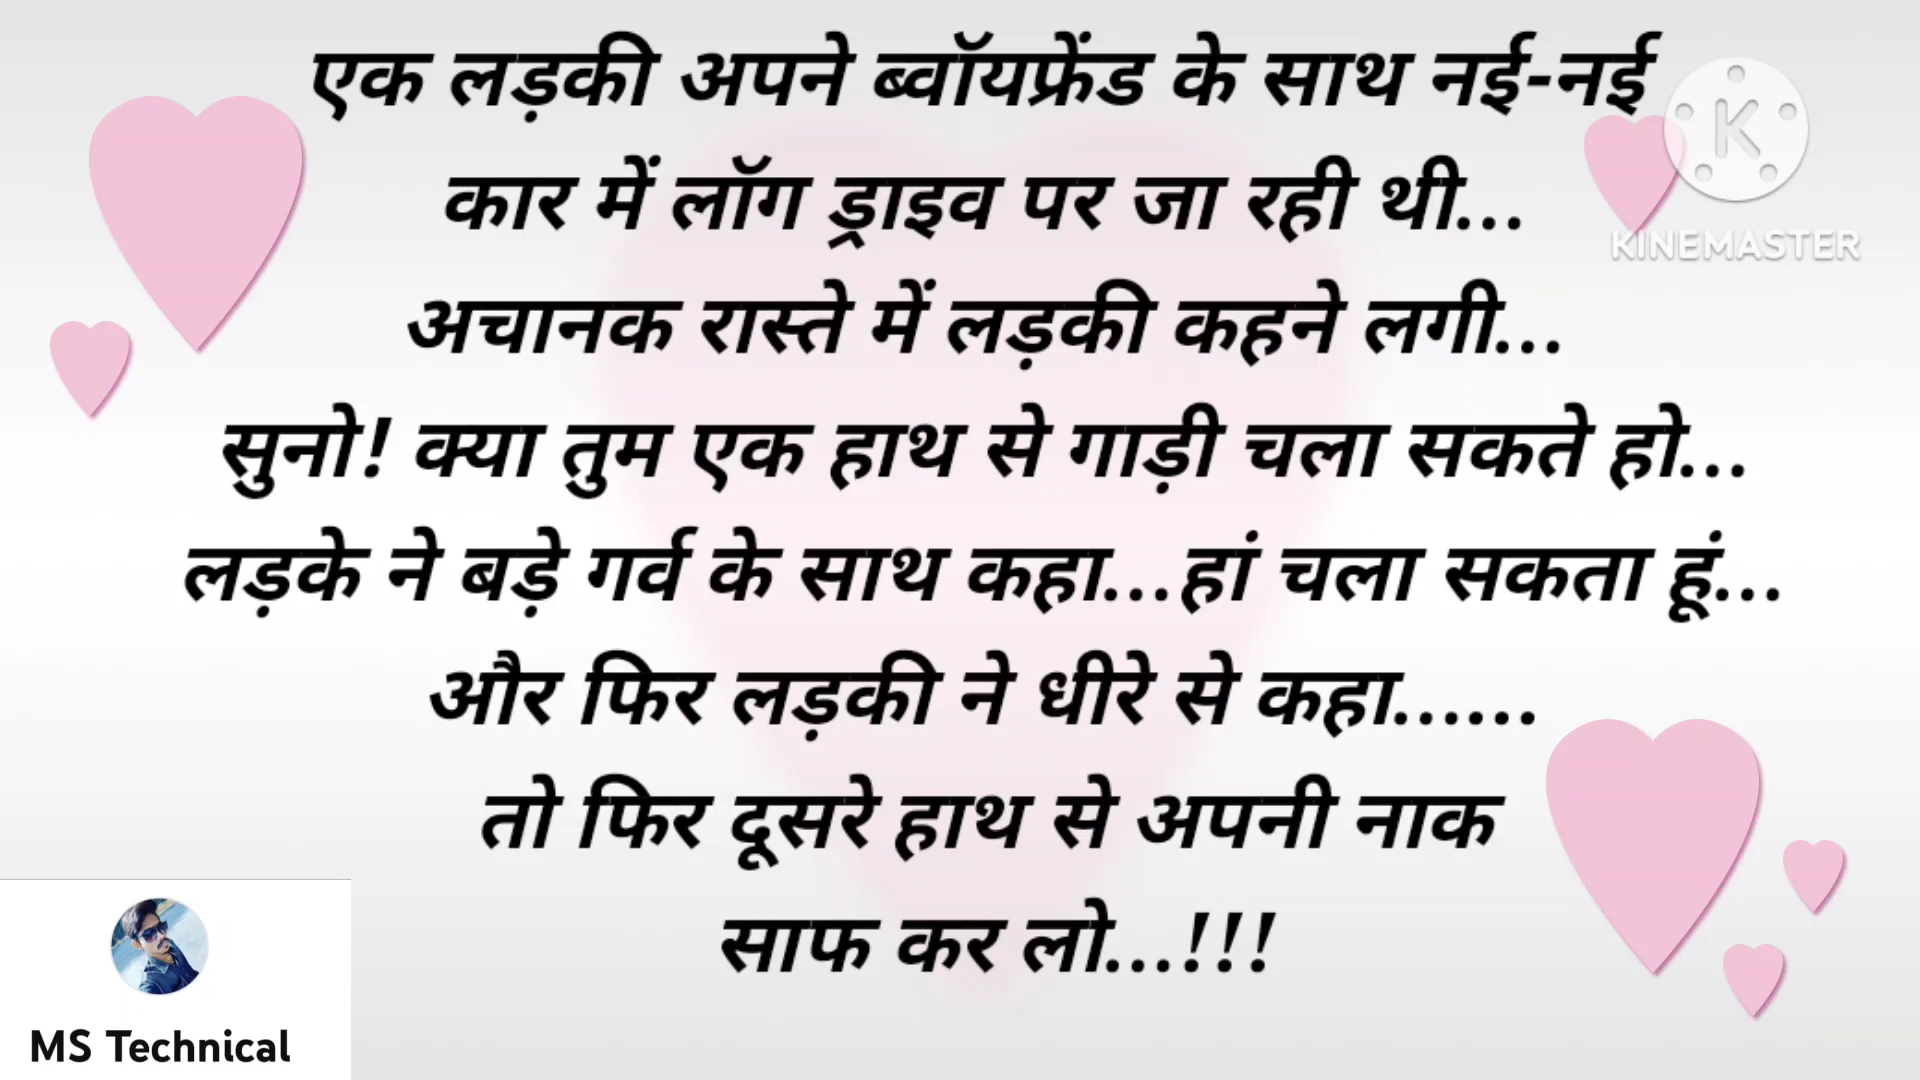 एक लड़की अपने ब्वॉयफ्रेंड के साथ नई-नई
कार में लॉग ड्राइव पर जा रही थी...
अचानक रास्ते में लड़की कहने लगी...
सुनो! क्या तुम एक हाथ से गाड़ी चला सकते हो...
लड़के ने बड़े गर्व के साथ कहा...हां चला सकता हूं...
और फिर लड़की ने धीरे से कहा......
तो फिर दूसरे हाथ से अपनी नाक
साफ कर लो...!!!
K
KINEMASTER
MS Technical